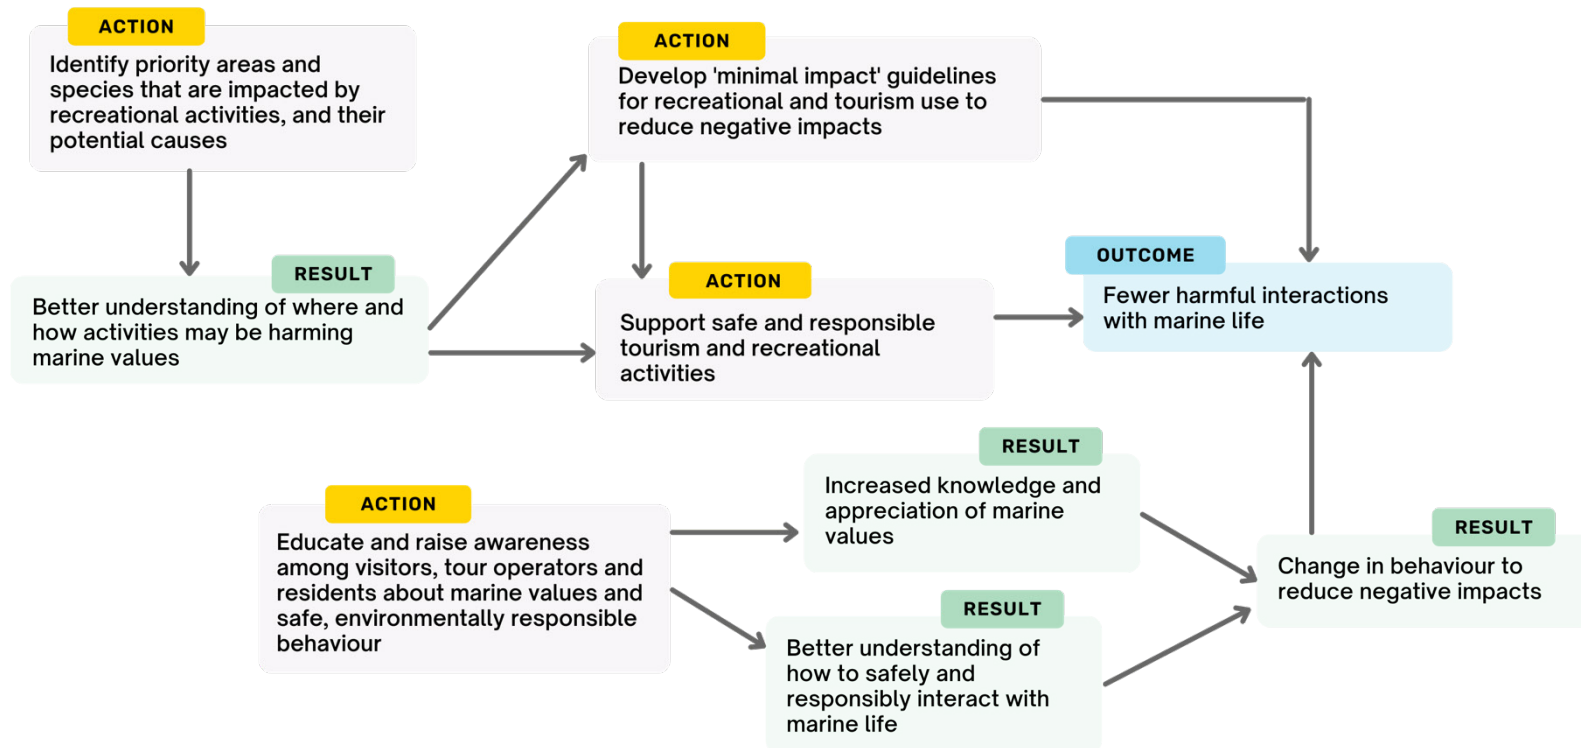 ACTION
Identify priority areas and
species that are impacted by
recreational activities, and their
potential causes
ACTION
Develop 'minimal impact' guidelines
for recreational and tourism use to
reduce negative impacts
RESULT
Better understanding of where and
how activities may be harming
marine values
ACTION
Support safe and responsible
tourism and recreational
activities
OUTCOME
Fewer harmful interactions
with marine life
ACTION
Educate and raise awareness
among visitors, tour operators and
residents about marine values and
safe, environmentally responsible
behaviour
RESULT
Increased knowledge and
appreciation of marine
values
RESULT
Better understanding of
how to safely and
responsibly interact with
marine life
RESULT
Change in behaviour to
reduce negative impacts